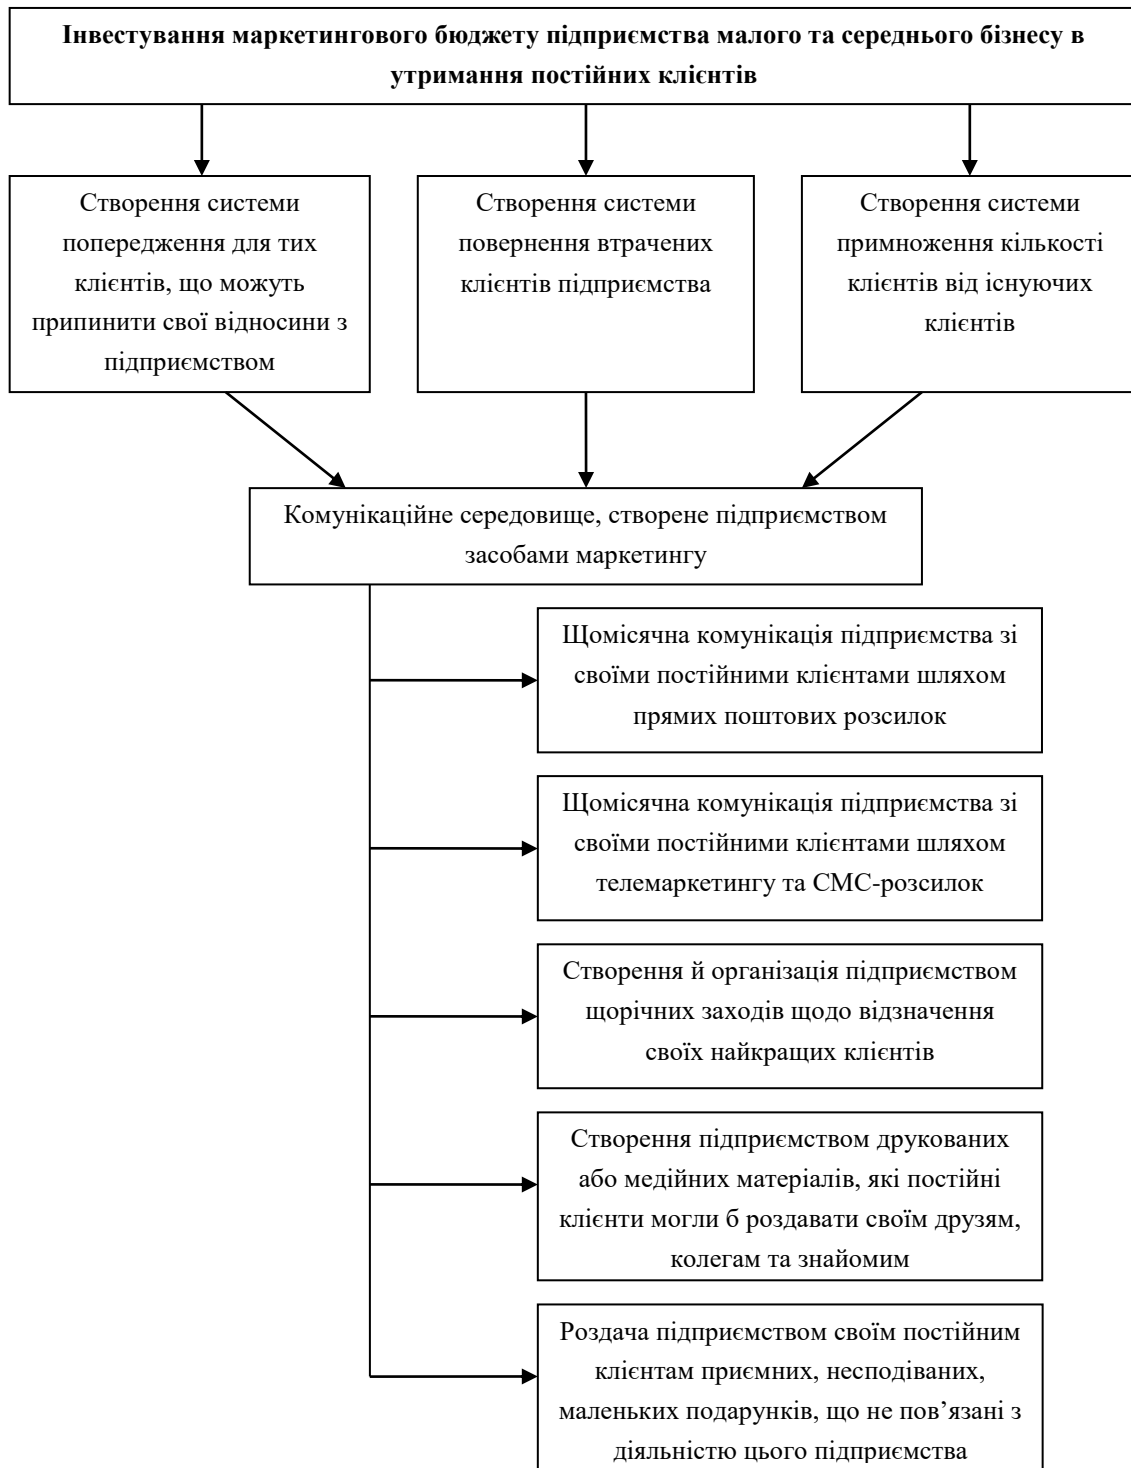 Інвестування маркетингового бюджету підприємства малого та середнього бізнесу в
утримання постійних клієнтів
Створення системи
попередження для тих
клієнтів, що можуть
припинити свої відносини з
підприємством
Створення системи
повернення втрачених
клієнтів підприємства
Створення системи
примноження кількості
клієнтів від існуючих
клієнтів
Комунікаційне середовище, створене підприємством
засобами маркетингу
Щомісячна комунікація підприємства зі
своїми постійними клієнтами шляхом
прямих поштових розсилок
Щомісячна комунікація підприємства зі
своїми постійними клієнтами шляхом
телемаркетингу та СМС-розсилок
Створення й організація підприємством
щорічних заходів щодо відзначення
своїх найкращих клієнтів
Створення підприємством друкованих
або медійних матеріалів, які постійні
клієнти могли б роздавати своїм друзям,
колегам та знайомим
Роздача підприємством своїм постійним
клієнтам приємних, несподіваних,
маленьких подарунків, що не пов’язані з
діяльністю цього підприємства